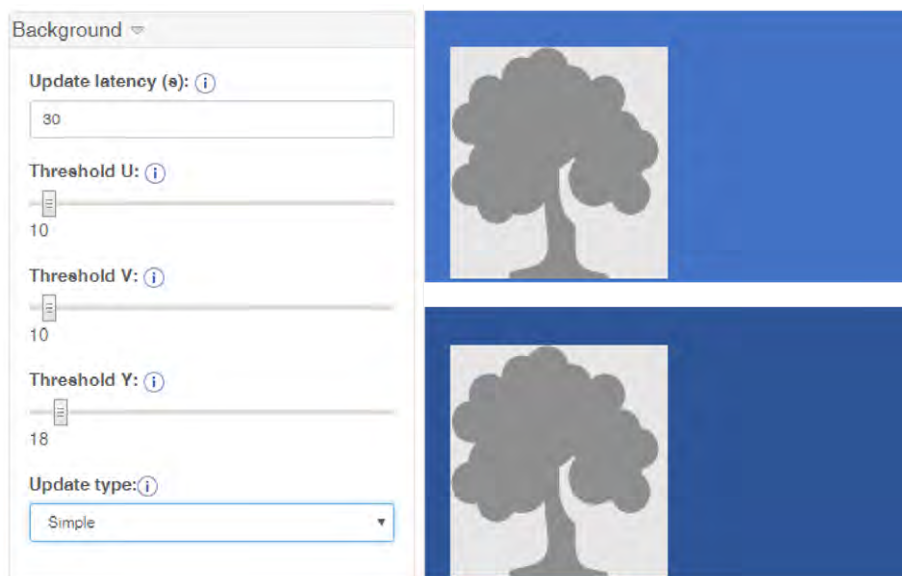 Background
Update latency (s):
30
Threshold U:
10
Threshold V:
10
Threshold Y:
18
Update type:
Simple